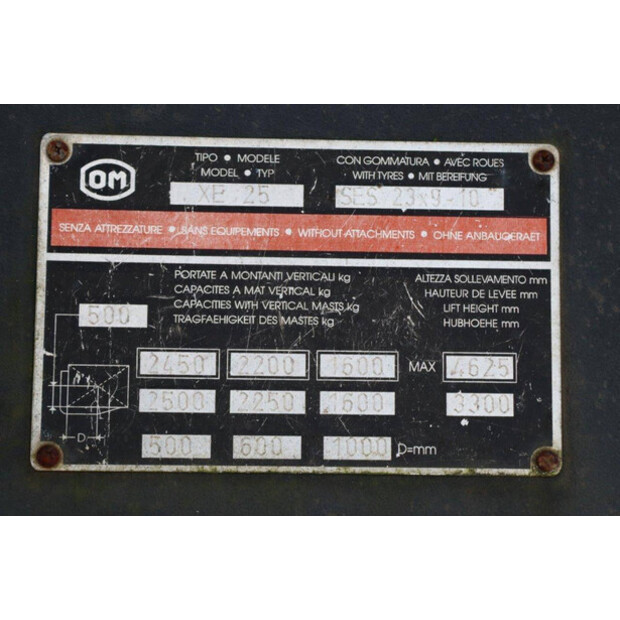 OM
TIPO • MODELE
MODEL • TYP
XE 25
CON GOMMATURA • AVEC ROUES
WITH TYRES • MIT BEREIFUNG
SES 23x9-10
SENZA ATTREZZATURE • SANS EQUIPEMENTS • WITHOUT ATTACHMENTS • OHNE ANBAUGERAET
PORTATE A MONTANTI VERTICALI kg
CAPACITES A MAT VERTICAL kg
CAPACITIES WITH VERTICAL MASTS kg
TRAGFAEHIGKEIT DES MASTES kg
ALTEZZA SOLLEVAMENTO mm
HAUTEUR DE LEVEE mm
LIFT HEIGHT mm
HUBHOEHE mm
500
2450 2200 1600 MAX 4625
2500 2250 1600 3300
D
500 600 1000 D=mm